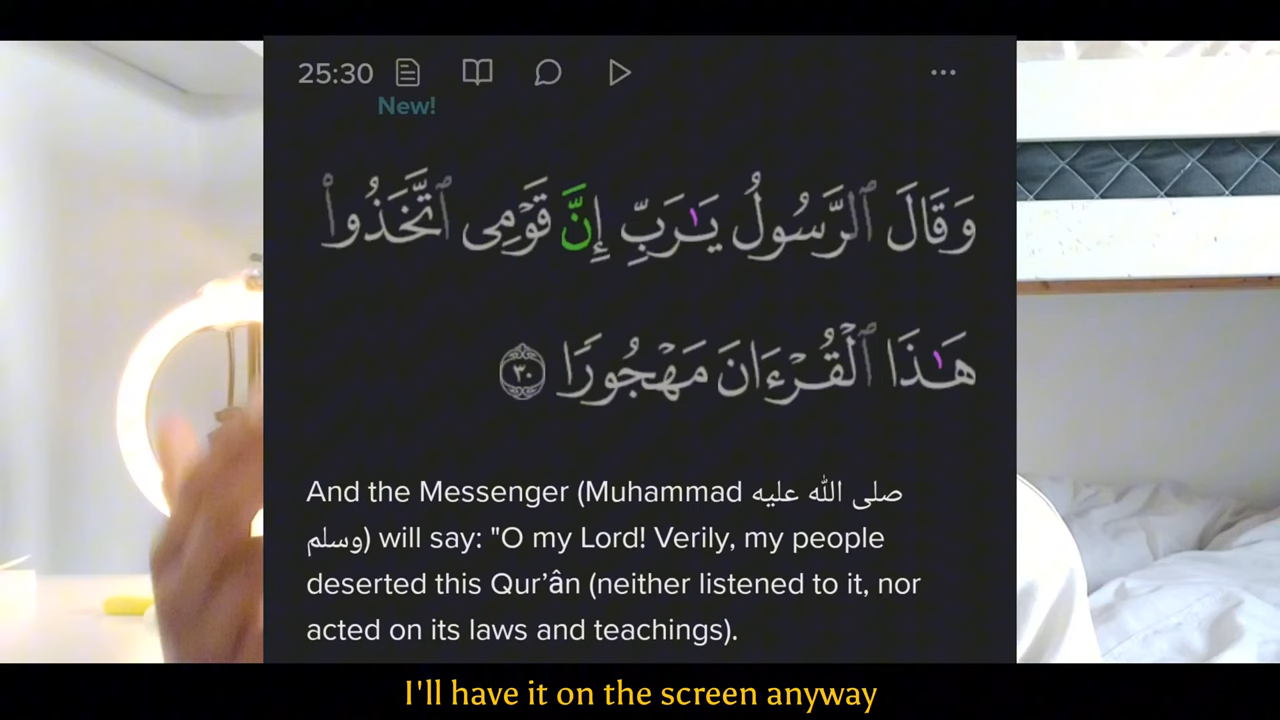 25:30
New!
وَقَالَ ٱلرَّسُولُ يَـٰرَبِّ إِنَّ قَوْمِى ٱتَّخَذُوا۟
هَـٰذَا ٱلْقُرْءَانَ مَهْجُورًا ٣٠
And the Messenger (Muhammad صلى الله عليه
وسلم) will say: "O my Lord! Verily, my people
deserted this Qur’ân (neither listened to it, nor
acted on its laws and teachings).
I'll have it on the screen anyway